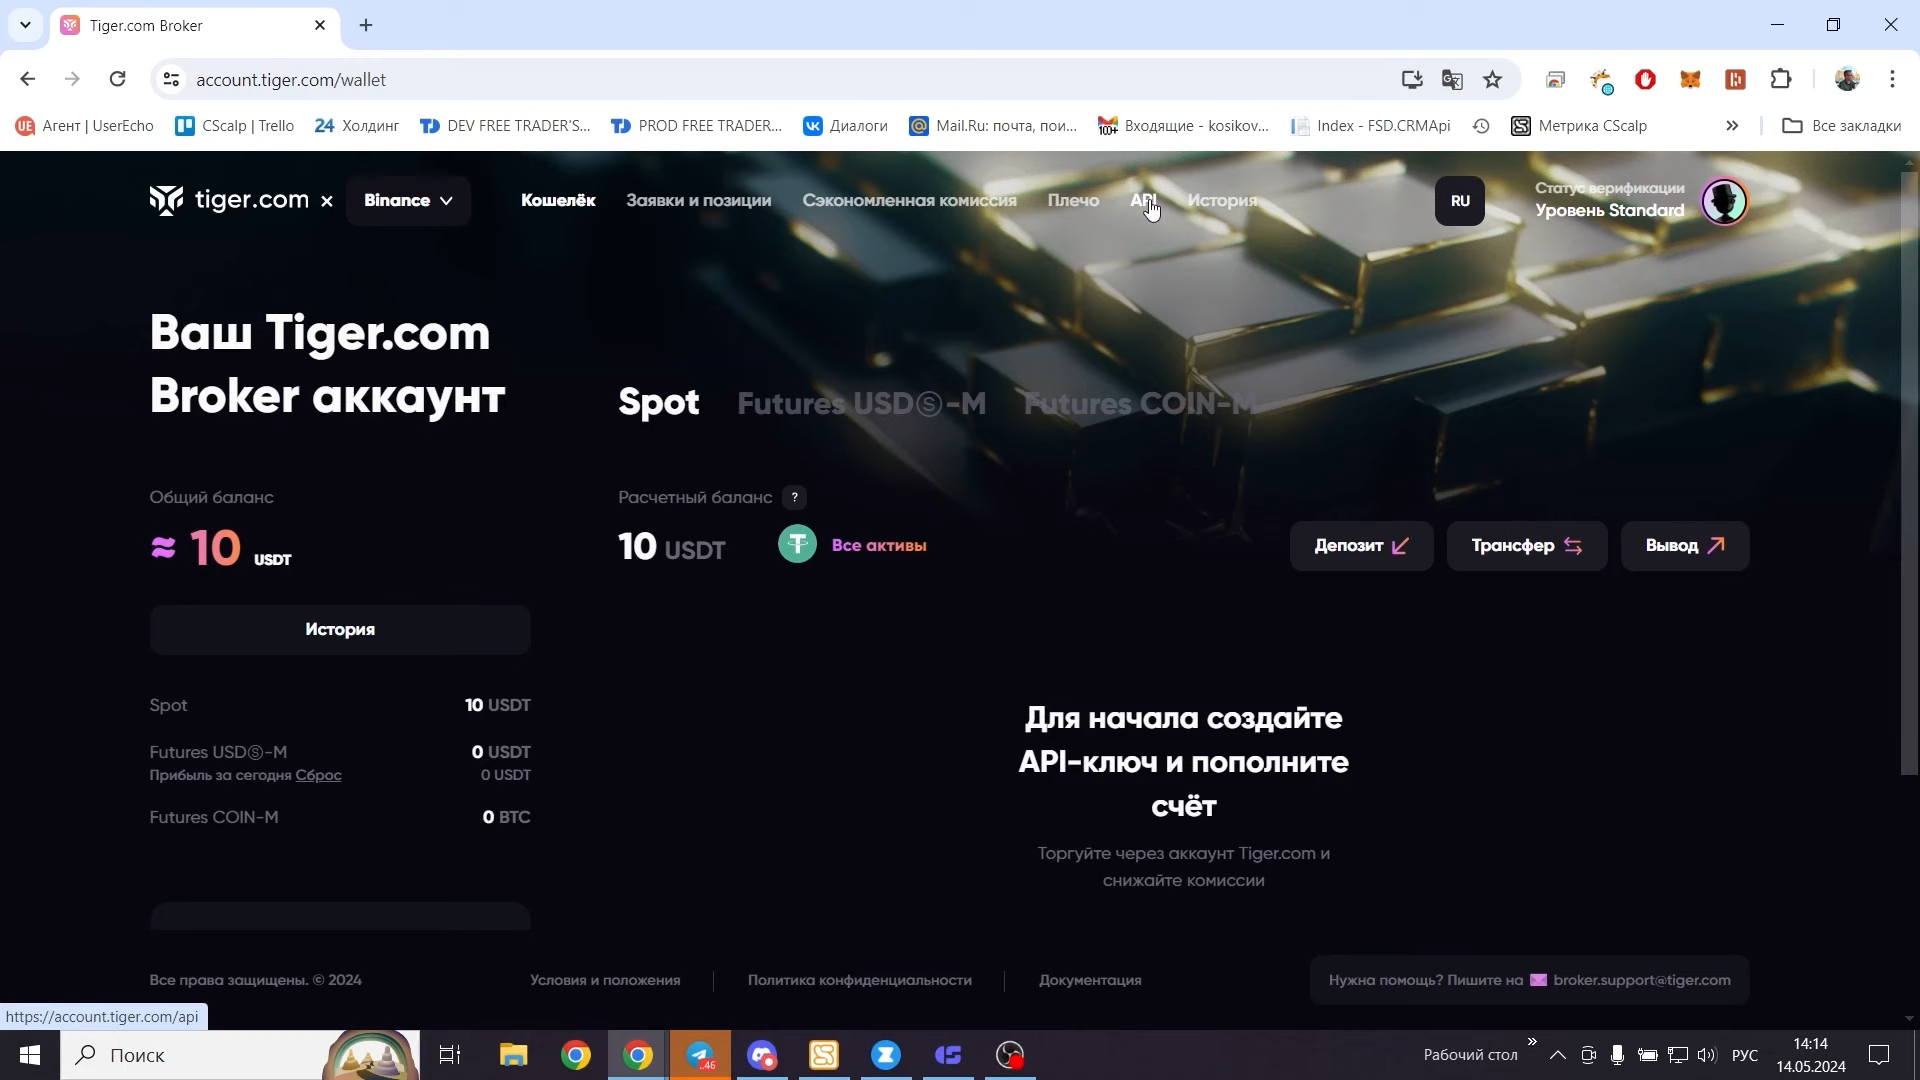 Tiger.com Broker
account.tiger.com/wallet
Агент | UserEcho
CScalp | Trello
24 Холдинг
DEV FREE TRADER'S...
PROD FREE TRADER...
Диалоги
Mail.Ru: почта, пои...
100+ Входящие - kosikov...
Index - FSD.CRMApi
Метрика CScalp
»
Все закладки
tiger.com ×
Binance
Кошелёк
Заявки и позиции
Сэкономленная комиссия
Плечо
API
История
RU
Статус верификации
Уровень Standard
Ваш Tiger.com
Broker аккаунт
Spot
Futures USDⓈ-M
Futures COIN-M
Общий баланс
≈ 10 USDT
Расчетный баланс ?
10 USDT
Все активы
Депозит
Трансфер
Вывод
История
Spot 10 USDT
Futures USDⓈ-M 0 USDT
Прибыль за сегодня Сброс 0 USDT
Futures COIN-M 0 BTC
Для начала создайте
API-ключ и пополните
счёт
Торгуйте через аккаунт Tiger.com и
снижайте комиссии
Все права защищены. © 2024
Условия и положения
Политика конфиденциальности
Документация
Нужна помощь? Пишите на broker.support@tiger.com
https://account.tiger.com/api
Поиск
46
Рабочий стол »
РУС
14:14
14.05.2024